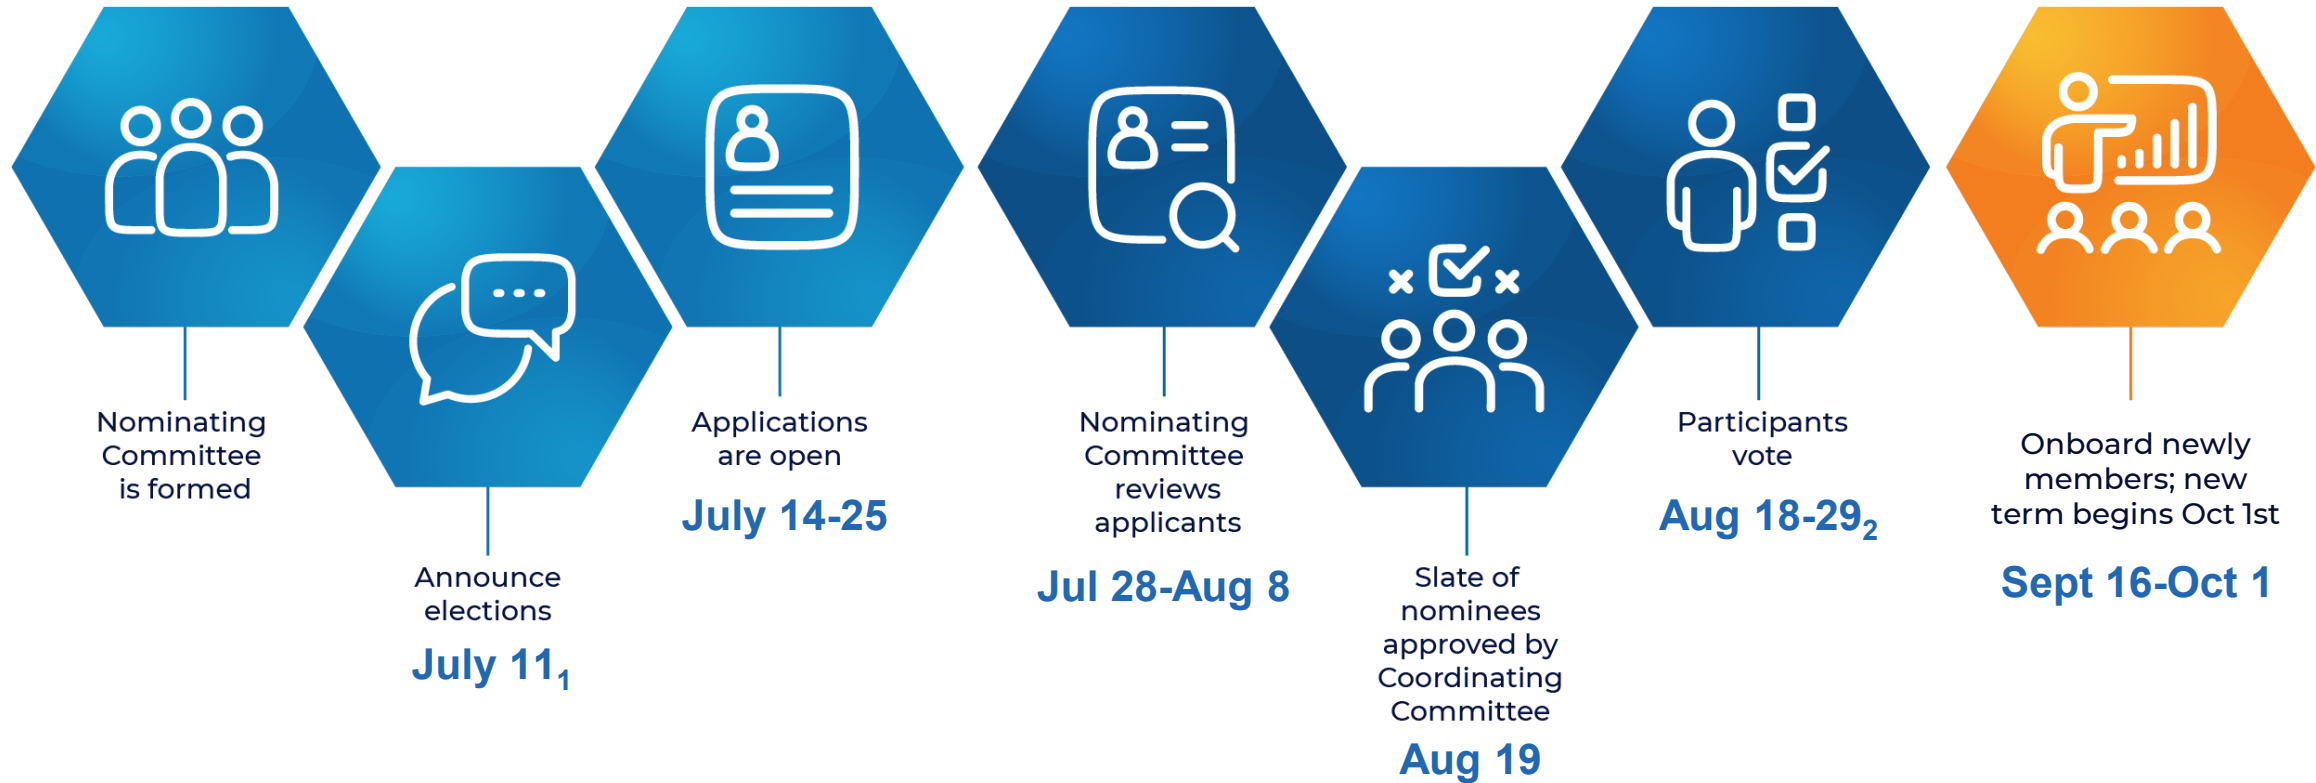 Nominating
Committee
is formed
Announce
elections
July 11₁
Applications
are open
July 14-25
Nominating
Committee
reviews
applicants
Jul 28-Aug 8
Slate of
nominees
approved by
Coordinating
Committee
Aug 19
Participants
vote
Aug 18-29₂
Onboard newly
members; new
term begins Oct 1st
Sept 16-Oct 1